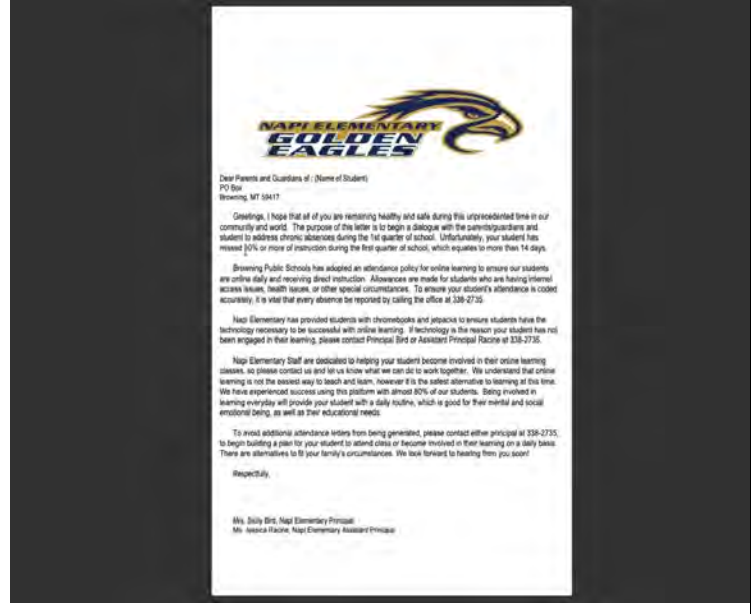 NAPI ELEMENTARY
GOLDEN
EAGLES
Dear Parents and Guardians of : (Name of Student)
PO Box
Browning, MT 59417
Greetings, I hope that all of you are remaining healthy and safe during this unprecedented time in our
community and world. The purpose of this letter is to begin a dialogue with the parents/guardians and
student to address chronic absences during the 1st quarter of school. Unfortunately, your student has
missed 50% or more of instruction during the first quarter of school, which equates to more than 14 days.
Browning Public Schools has adopted an attendance policy for online learning to ensure our students
are online daily and receiving direct instruction. Allowances are made for students who are having internet
access issues, health issues, or other special circumstances. To ensure your student's attendance is coded
accurately, it is vital that every absence be reported by calling the office at 338-2735.
Napi Elementary has provided students with chromebooks and jetpacks to ensure students have the
technology necessary to be successful with online learning. If technology is the reason your student has not
been engaged in their learning, please contact Principal Bird or Assistant Principal Racine at 338-2735.
Napi Elementary Staff are dedicated to helping your student become involved in their online learning
classes, so please contact us and let us know what we can do to work together. We understand that online
learning is not the easiest way to teach and learn, however it is the safest alternative to learning at this time.
We have experienced success using this platform with almost 80% of our students. Being involved in
learning everyday will provide your student with a daily routine, which is good for their mental and social
emotional being, as well as their educational needs.
To avoid additional attendance letters from being generated, please contact either principal at 338-2735,
to begin building a plan for your student to attend class or become involved in their learning on a daily basis.
There are alternatives to fit your family's circumstances. We look forward to hearing from you soon!
Respectfully,
Mrs. Bird, Napi Elementary Principal
Ms. Jessica Racine, Napi Elementary Assistant Principal